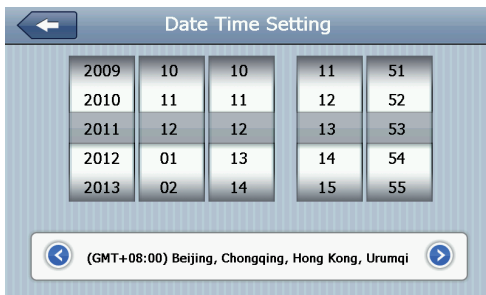 Date Time Setting
2009 10 10 11 51
2010 11 11 12 52
2011 12 12 13 53
2012 01 13 14 54
2013 02 14 15 55
(GMT+08:00) Beijing, Chongqing, Hong Kong, Urumqi